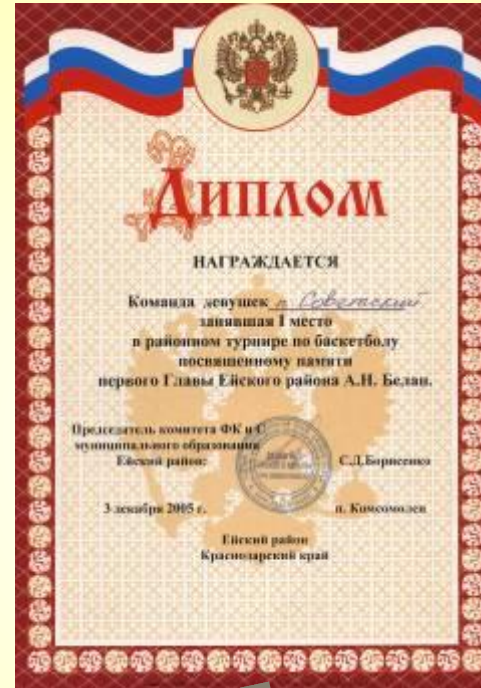 Диплом
НАГРАЖДАЕТСЯ
Команда девушек п. Советский
занявшая I место
в районном турнире по баскетболу
посвященному памяти
первого Главы Ейского района А.Н. Белан.
Председатель комитета ФК и С
муниципального образования
Ейский район:
С.Д.Борисенко
3 декабря 2005 г.
п. Комсомолец
Ейский район
Краснодарский край